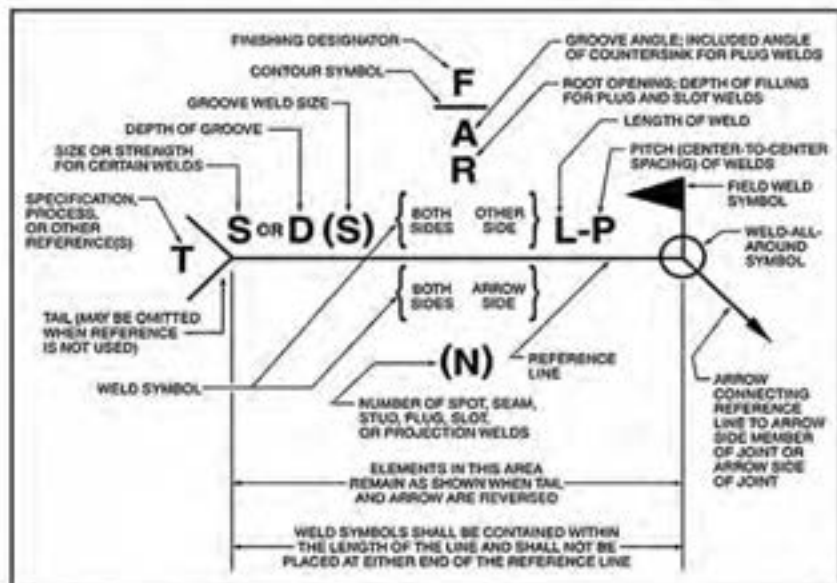 FINISHING DESIGNATOR
CONTOUR SYMBOL
GROOVE WELD SIZE
DEPTH OF GROOVE
SIZE OR STRENGTH
FOR CERTAIN WELDS
SPECIFICATION,
PROCESS,
OR OTHER
REFERENCE(S)
T
TAIL (MAY BE OMITTED
WHEN REFERENCE
IS NOT USED)
WELD SYMBOL
F
A
R
GROOVE ANGLE; INCLUDED ANGLE
OF COUNTERSINK FOR PLUG WELDS
ROOT OPENING; DEPTH OF FILLING
FOR PLUG AND SLOT WELDS
LENGTH OF WELD
PITCH (CENTER-TO-CENTER
SPACING) OF WELDS
FIELD WELD
SYMBOL
WELD-ALL-
AROUND
SYMBOL
S OR D (S)
BOTH SIDES
OTHER SIDE
L-P
BOTH SIDES
ARROW SIDE
(N)
REFERENCE
LINE
NUMBER OF SPOT, SEAM,
STUD, PLUG, SLOT,
OR PROJECTION WELDS
ARROW
CONNECTING
REFERENCE
LINE TO ARROW
SIDE MEMBER
OF JOINT OR
ARROW SIDE
OF JOINT
ELEMENTS IN THIS AREA
REMAIN AS SHOWN WHEN TAIL
AND ARROW ARE REVERSED
WELD SYMBOLS SHALL BE CONTAINED WITHIN
THE LENGTH OF THE LINE AND SHALL NOT BE
PLACED AT EITHER END OF THE REFERENCE LINE